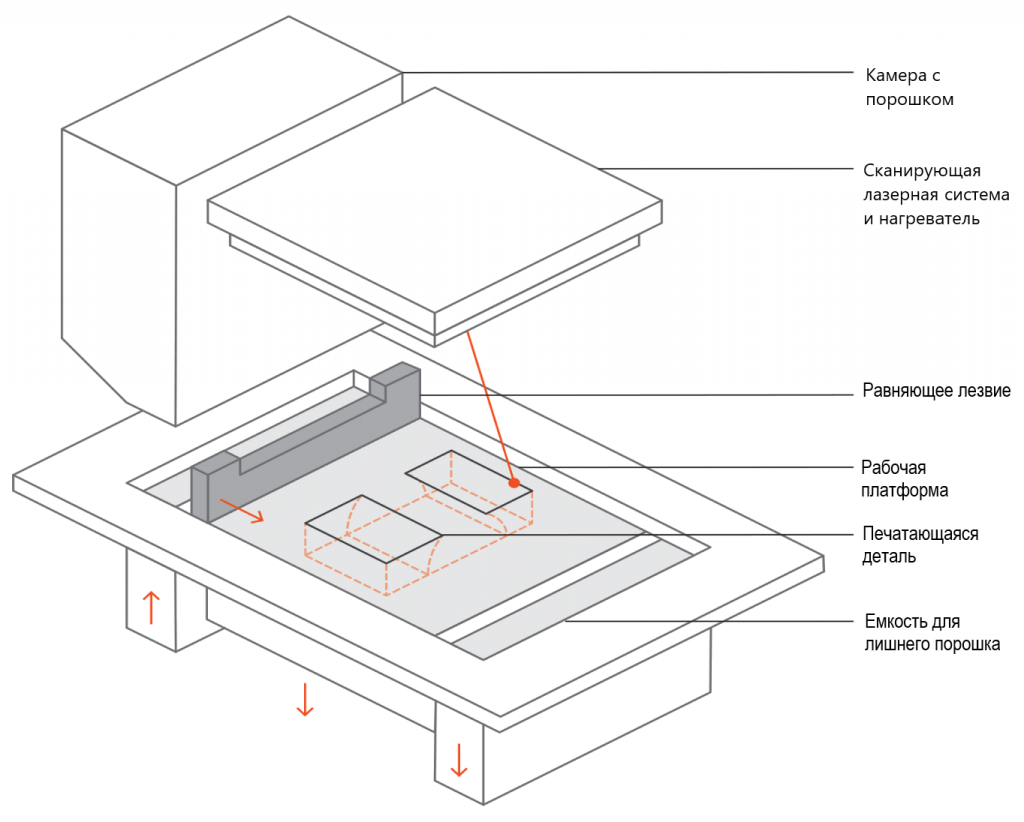 Камера с
порошком
Сканирующая
лазерная система
и нагреватель
Равняющее лезвие
Рабочая
платформа
Печатающаяся
деталь
Емкость для
лишнего порошка